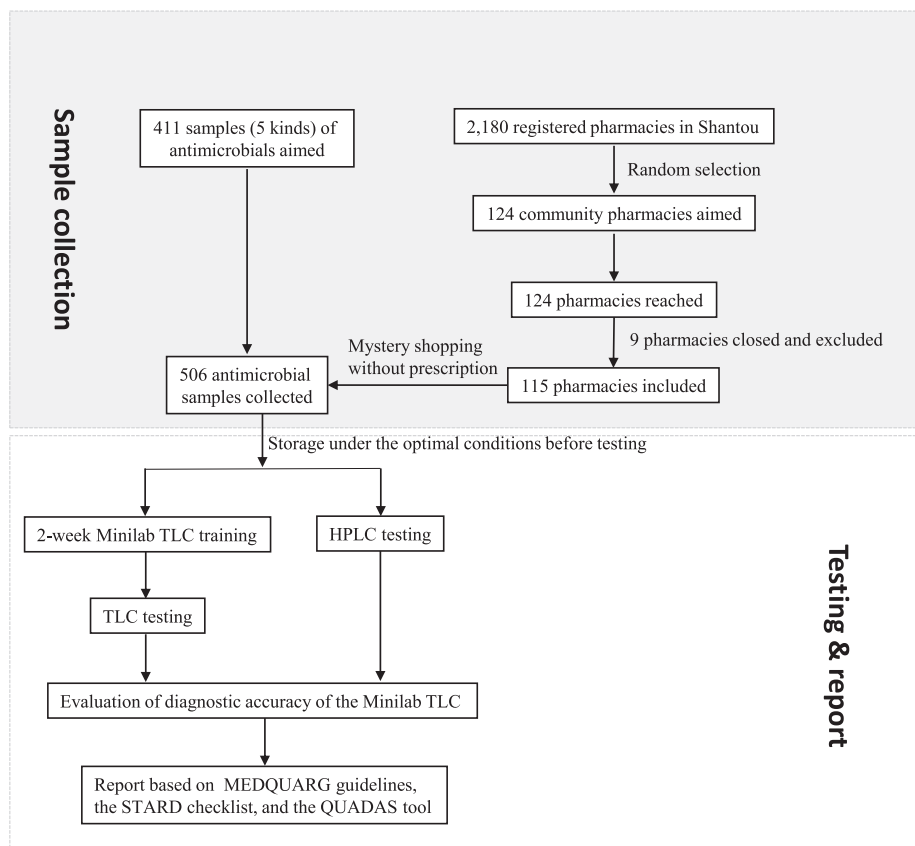 Sample collection
411 samples (5 kinds) of
antimicrobials aimed
2,180 registered pharmacies in Shantou
Random selection
124 community pharmacies aimed
124 pharmacies reached
9 pharmacies closed and excluded
115 pharmacies included
Mystery shopping
without prescription
506 antimicrobial
samples collected
Storage under the optimal conditions before testing
Testing & report
2-week Minilab TLC training
HPLC testing
TLC testing
Evaluation of diagnostic accuracy of the Minilab TLC
Report based on MEDQUARG guidelines,
the STARD checklist, and the QUADAS tool